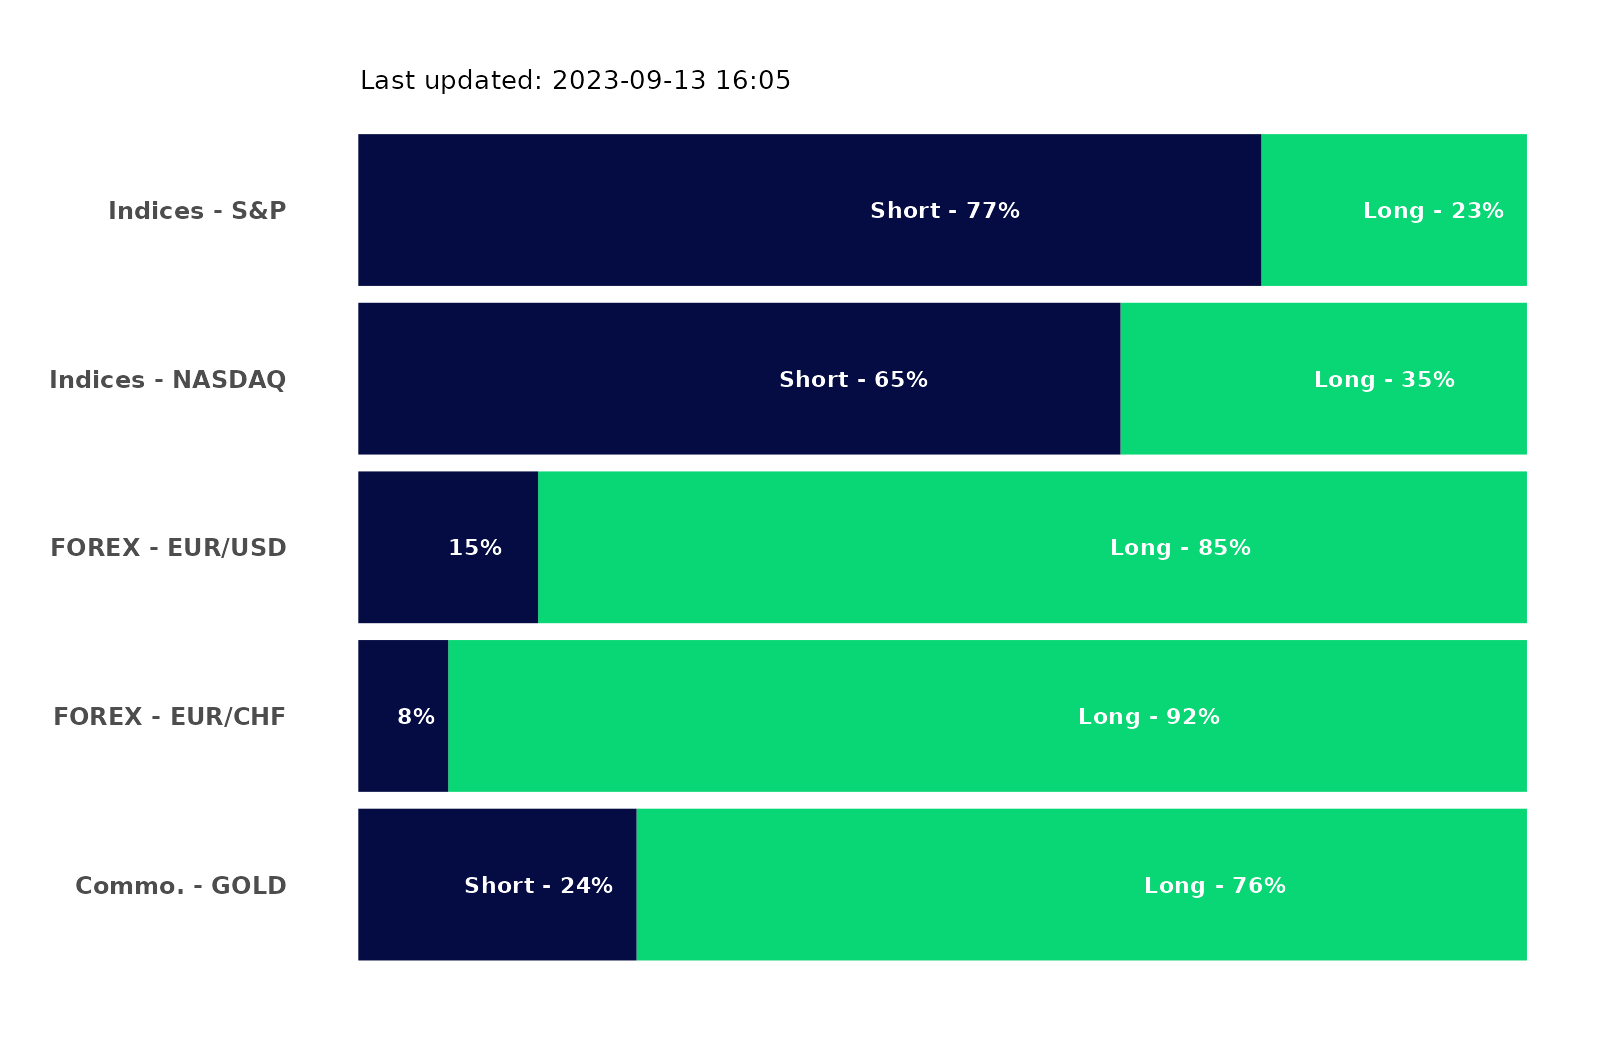 Last updated: 2023-09-13 16:05
Indices - S&P Short - 77% Long - 23%
Indices - NASDAQ Short - 65% Long - 35%
FOREX - EUR/USD 15% Long - 85%
FOREX - EUR/CHF 8% Long - 92%
Commo. - GOLD Short - 24% Long - 76%